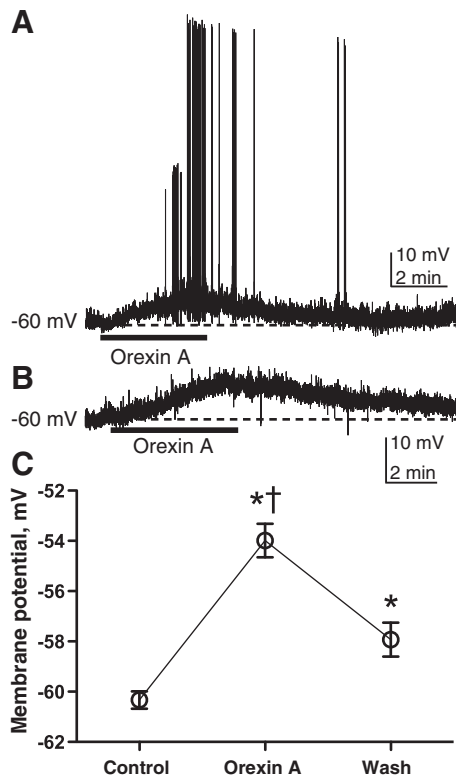 A
10 mV
2 min
-60 mV
Orexin A
B
-60 mV
Orexin A
10 mV
2 min
C
Membrane potential, mV
-52
-54
-56
-58
-60
-62
*†
*
Control Orexin A Wash